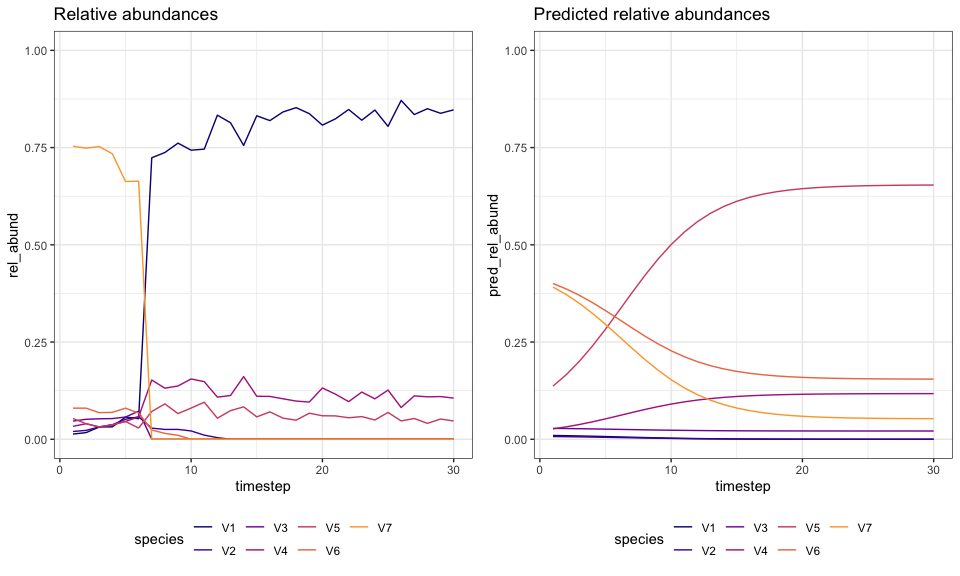 Relative abundances
1.00
0.75
0.50
0.25
0.00
rel_abund
0
10
20
30
timestep
species
V1
V3
V5
V7
V2
V4
V6
Predicted relative abundances
1.00
0.75
0.50
0.25
0.00
pred_rel_abund
0
10
20
30
timestep
species
V1
V3
V5
V7
V2
V4
V6